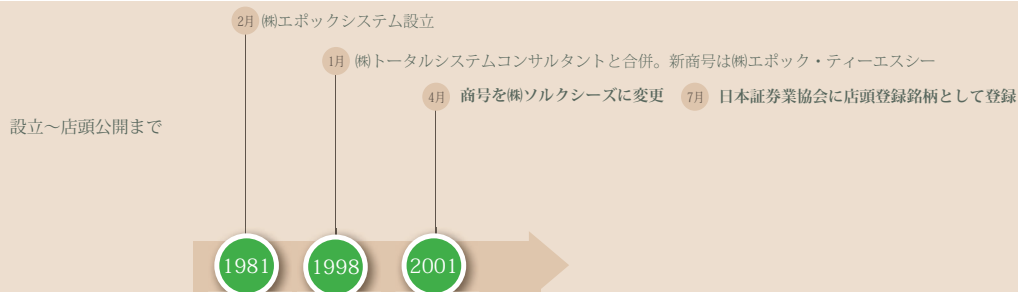 2月 ㈱エポックシステム設立
1月 ㈱トータルシステムコンサルタントと合併。新商号は㈱エポック・ティーエスシー
4月 商号を㈱ソルクシーズに変更 7月 日本証券業協会に店頭登録銘柄として登録
設立～店頭公開まで
1981 1998 2001